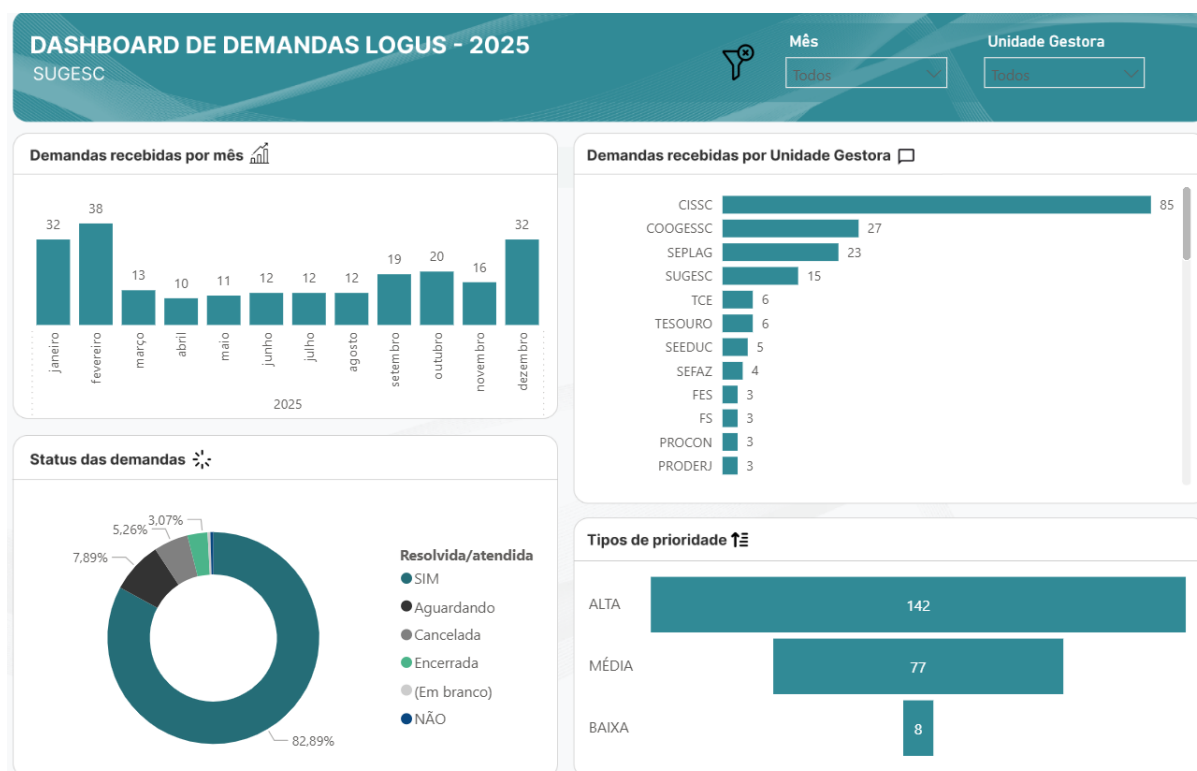 DASHBOARD DE DEMANDAS LOGUS - 2025
SUGESC
Mês
Todos
Unidade Gestora
Todos
Demandas recebidas por mês
32
38
13
10
11
12
12
12
19
20
16
32
janeiro
fevereiro
março
abril
maio
junho
julho
agosto
setembro
outubro
novembro
dezembro
2025
Demandas recebidas por Unidade Gestora
CISSC 85
COOGESSC 27
SEPLAG 23
SUGESC 15
TCE 6
TESOURO 6
SEEDUC 5
SEFAZ 4
FES 3
FS 3
PROCON 3
PRODERJ 3
Status das demandas
3,07%
5,26%
7,89%
82,89%
Resolvida/atendida
SIM
Aguardando
Cancelada
Encerrada
(Em branco)
NÃO
Tipos de prioridade
ALTA 142
MÉDIA 77
BAIXA 8